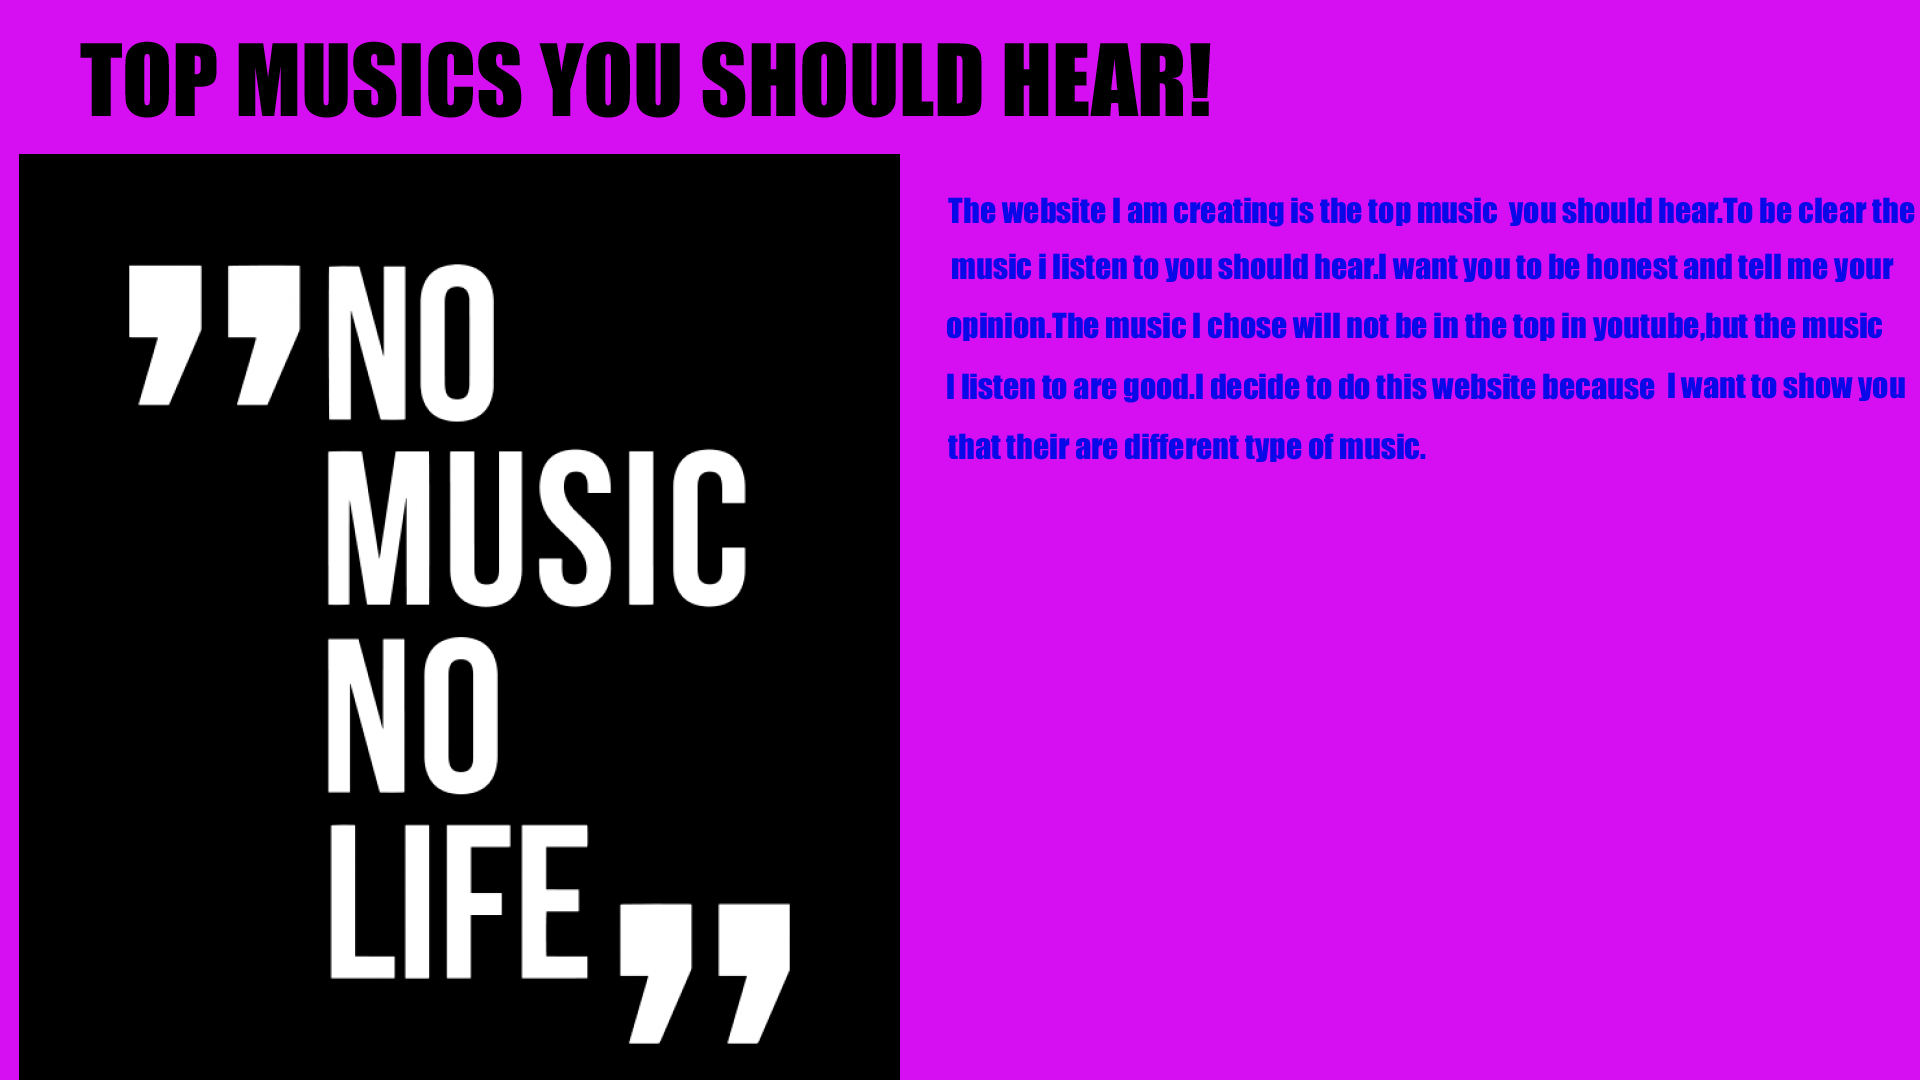 TOP MUSICS YOU SHOULD HEAR!
”NO
MUSIC
NO
LIFE”
The website I am creating is the top music you should hear.To be clear the
music i listen to you should hear.I want you to be honest and tell me your
opinion.The music I chose will not be in the top in youtube,but the music
I listen to are good.I decide to do this website because I want to show you
that their are different type of music.